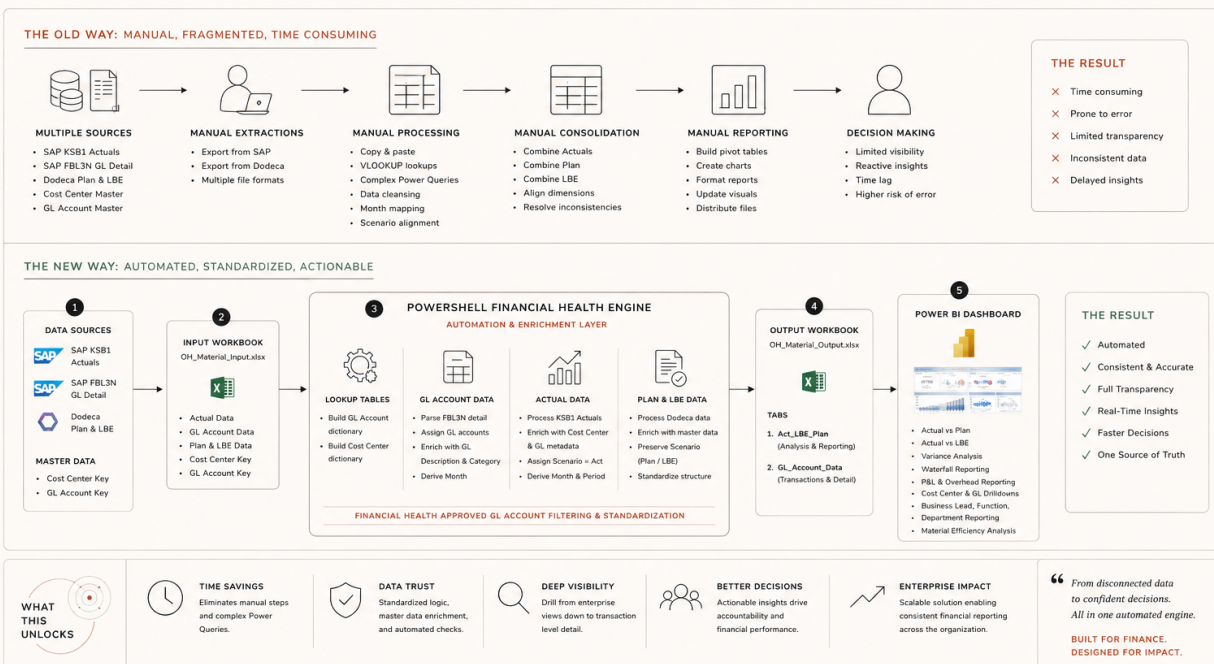 THE OLD WAY: MANUAL, FRAGMENTED, TIME CONSUMING
MULTIPLE SOURCES
• SAP KSB1 Actuals
• SAP FBL3N GL Detail
• Dodeca Plan & LBE
• Cost Center Master
• GL Account Master
MANUAL EXTRACTIONS
• Export from SAP
• Export from Dodeca
• Multiple file formats
MANUAL PROCESSING
• Copy & paste
• VLOOKUP lookups
• Complex Power Queries
• Data cleansing
• Month mapping
• Scenario alignment
MANUAL CONSOLIDATION
• Combine Actuals
• Combine Plan
• Combine LBE
• Align dimensions
• Resolve inconsistencies
MANUAL REPORTING
• Build pivot tables
• Create charts
• Format reports
• Update visuals
• Distribute files
DECISION MAKING
• Limited visibility
• Reactive insights
• Time lag
• Higher risk of error
THE RESULT
✕ Time consuming
✕ Prone to error
✕ Limited transparency
✕ Inconsistent data
✕ Delayed insights
THE NEW WAY: AUTOMATED, STANDARDIZED, ACTIONABLE
1
DATA SOURCES
SAP
SAP KSB1
Actuals
SAP
SAP FBL3N
GL Detail
Dodeca
Plan & LBE
MASTER DATA
• Cost Center Key
• GL Account Key
2
INPUT WORKBOOK
OH_Material_Input.xlsx
X
• Actual Data
• GL Account Data
• Plan & LBE Data
• Cost Center Key
• GL Account Key
3
POWERSHELL FINANCIAL HEALTH ENGINE
AUTOMATION & ENRICHMENT LAYER
LOOKUP TABLES
• Build GL Account
dictionary
• Build Cost Center
dictionary
GL ACCOUNT DATA
• Parse FBL3N detail
• Assign GL accounts
• Enrich with GL
Description & Category
• Derive Month
ACTUAL DATA
• Process KSB1 Actuals
• Enrich with Cost Center
& GL metadata
• Assign Scenario = Act
• Derive Month & Period
PLAN & LBE DATA
• Process Dodeca data
• Enrich with master data
• Preserve Scenario
(Plan / LBE)
• Standardize structure
FINANCIAL HEALTH APPROVED GL ACCOUNT FILTERING & STANDARDIZATION
4
OUTPUT WORKBOOK
OH_Material_Output.xlsx
X
TABS
1. Act_LBE_Plan
(Analysis & Reporting)
2. GL_Account_Data
(Transactions & Detail)
5
POWER BI DASHBOARD
• Actual vs Plan
• Actual vs LBE
• Variance Analysis
• Waterfall Reporting
• P&L & Overhead Reporting
• Cost Center & GL Drilldowns
• Business Lead, Function,
• Department Reporting
• Material Efficiency Analysis
THE RESULT
✓ Automated
✓ Consistent & Accurate
✓ Full Transparency
✓ Real-Time Insights
✓ Faster Decisions
✓ One Source of Truth
WHAT
THIS
UNLOCKS
TIME SAVINGS
Eliminates manual steps
and complex Power
Queries.
DATA TRUST
Standardized logic,
master data enrichment,
and automated checks.
DEEP VISIBILITY
Drill from enterprise
views down to transaction
level detail.
BETTER DECISIONS
Actionable insights drive
accountability and
financial performance.
ENTERPRISE IMPACT
Scalable solution enabling
consistent financial reporting
across the organization.
“ From disconnected data
to confident decisions.
All in one automated engine.
BUILT FOR FINANCE.
DESIGNED FOR IMPACT.